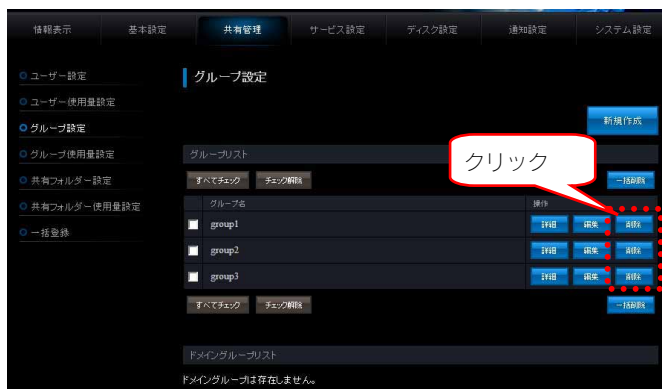 情報表示 基本設定 共有管理 サービス設定 ディスク設定 通知設定 システム設定
ユーザー設定
ユーザー使用量設定
グループ設定
グループ使用量設定
共有フォルダー設定
共有フォルダー使用量設定
一括登録
グループ設定
新規作成
グループリスト
クリック
すべてチェック チェック解除 一括削除
グループ名 操作
group1 詳細 編集 削除
group2 詳細 編集 削除
group3 詳細 編集 削除
すべてチェック チェック解除 一括削除
ドメイングループリスト
ドメイングループは存在しません。